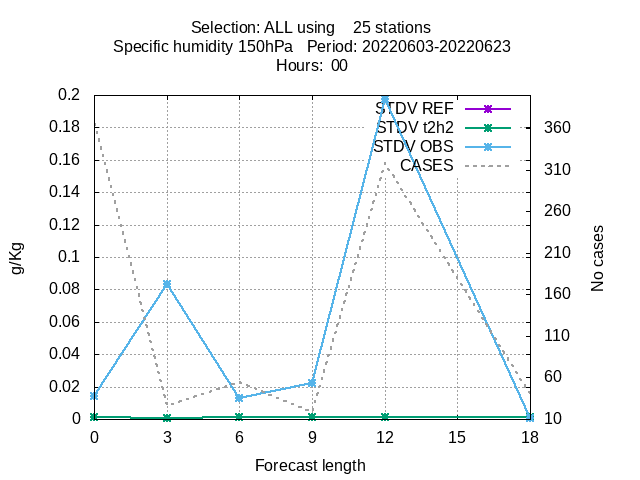 Selection: ALL using    25 stations
Specific humidity 150hPa   Period: 20220603-20220623
Hours:  00
STDV REF
STDV t2h2
STDV OBS
CASES
0.2
0.18
0.16
0.14
0.12
0.1
0.08
0.06
0.04
0.02
0
g/Kg
360
310
260
210
160
110
60
10
No cases
0 3 6 9 12 15 18
Forecast length